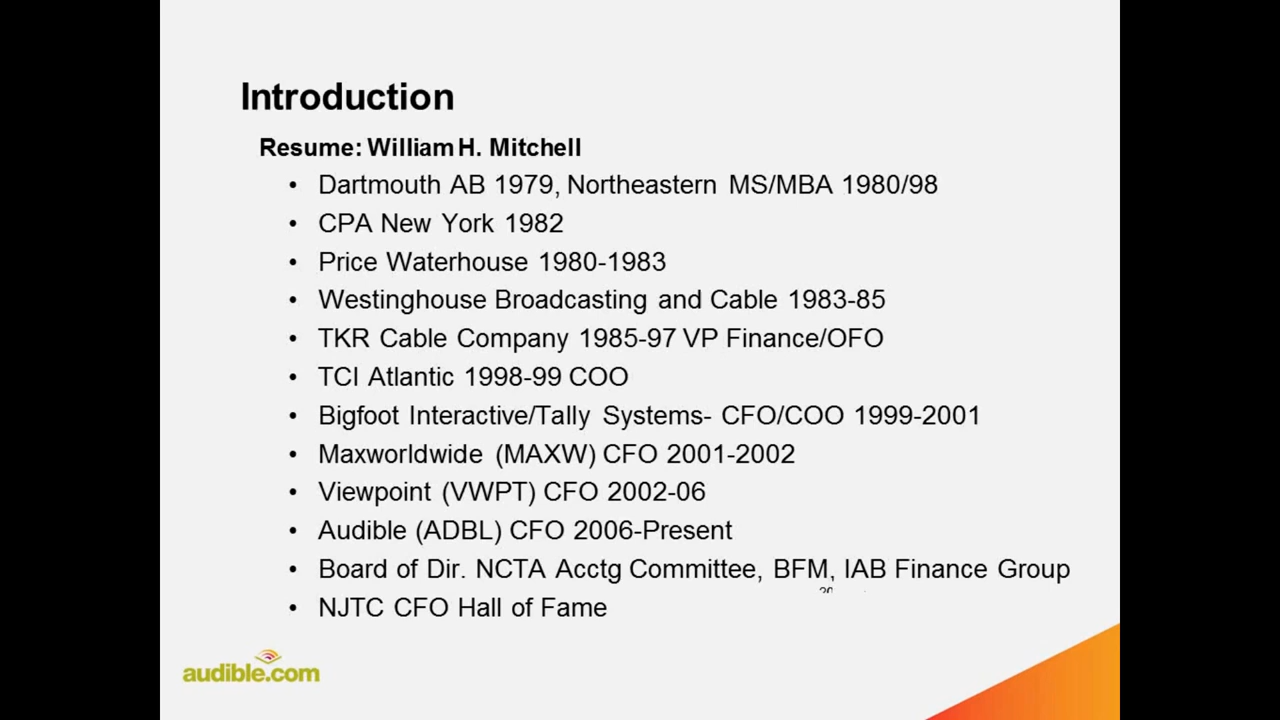 Introduction
Resume: William H. Mitchell
• Dartmouth AB 1979, Northeastern MS/MBA 1980/98
• CPA New York 1982
• Price Waterhouse 1980-1983
• Westinghouse Broadcasting and Cable 1983-85
• TKR Cable Company 1985-97 VP Finance/OFO
• TCI Atlantic 1998-99 COO
• Bigfoot Interactive/Tally Systems- CFO/COO 1999-2001
• Maxworldwide (MAXW) CFO 2001-2002
• Viewpoint (VWPT) CFO 2002-06
• Audible (ADBL) CFO 2006-Present
• Board of Dir. NCTA Acctg Committee, BFM, IAB Finance Group
• NJTC CFO Hall of Fame
audible.com